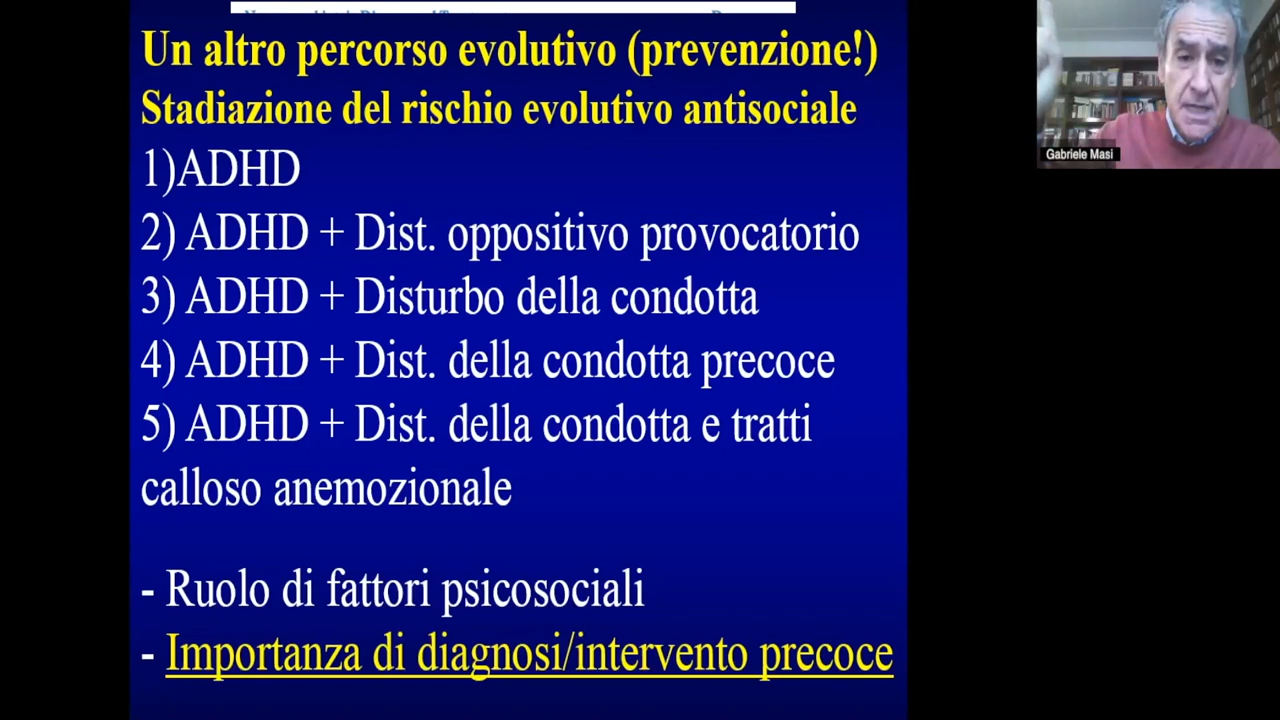 Un altro percorso evolutivo (prevenzione!)
Stadiazione del rischio evolutivo antisociale
1)ADHD
2) ADHD + Dist. oppositivo provocatorio
3) ADHD + Disturbo della condotta
4) ADHD + Dist. della condotta precoce
5) ADHD + Dist. della condotta e tratti
calloso anemozionale
- Ruolo di fattori psicosociali
- Importanza di diagnosi/intervento precoce
Gabriele Masi